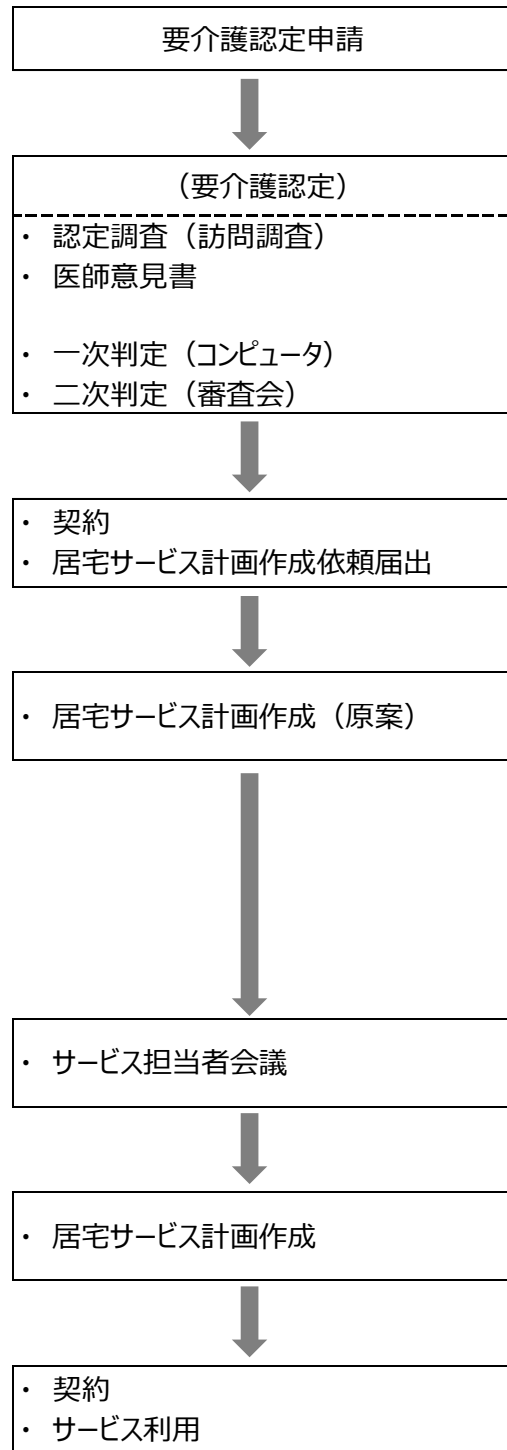 要介護認定申請
（要介護認定）
・ 認定調査（訪問調査）
・ 医師意見書
・ 一次判定（コンピュータ）
・ 二次判定（審査会）
・ 契約
・ 居宅サービス計画作成依頼届出
・ 居宅サービス計画作成（原案）
・ サービス担当者会議
・ 居宅サービス計画作成
・ 契約
・ サービス利用